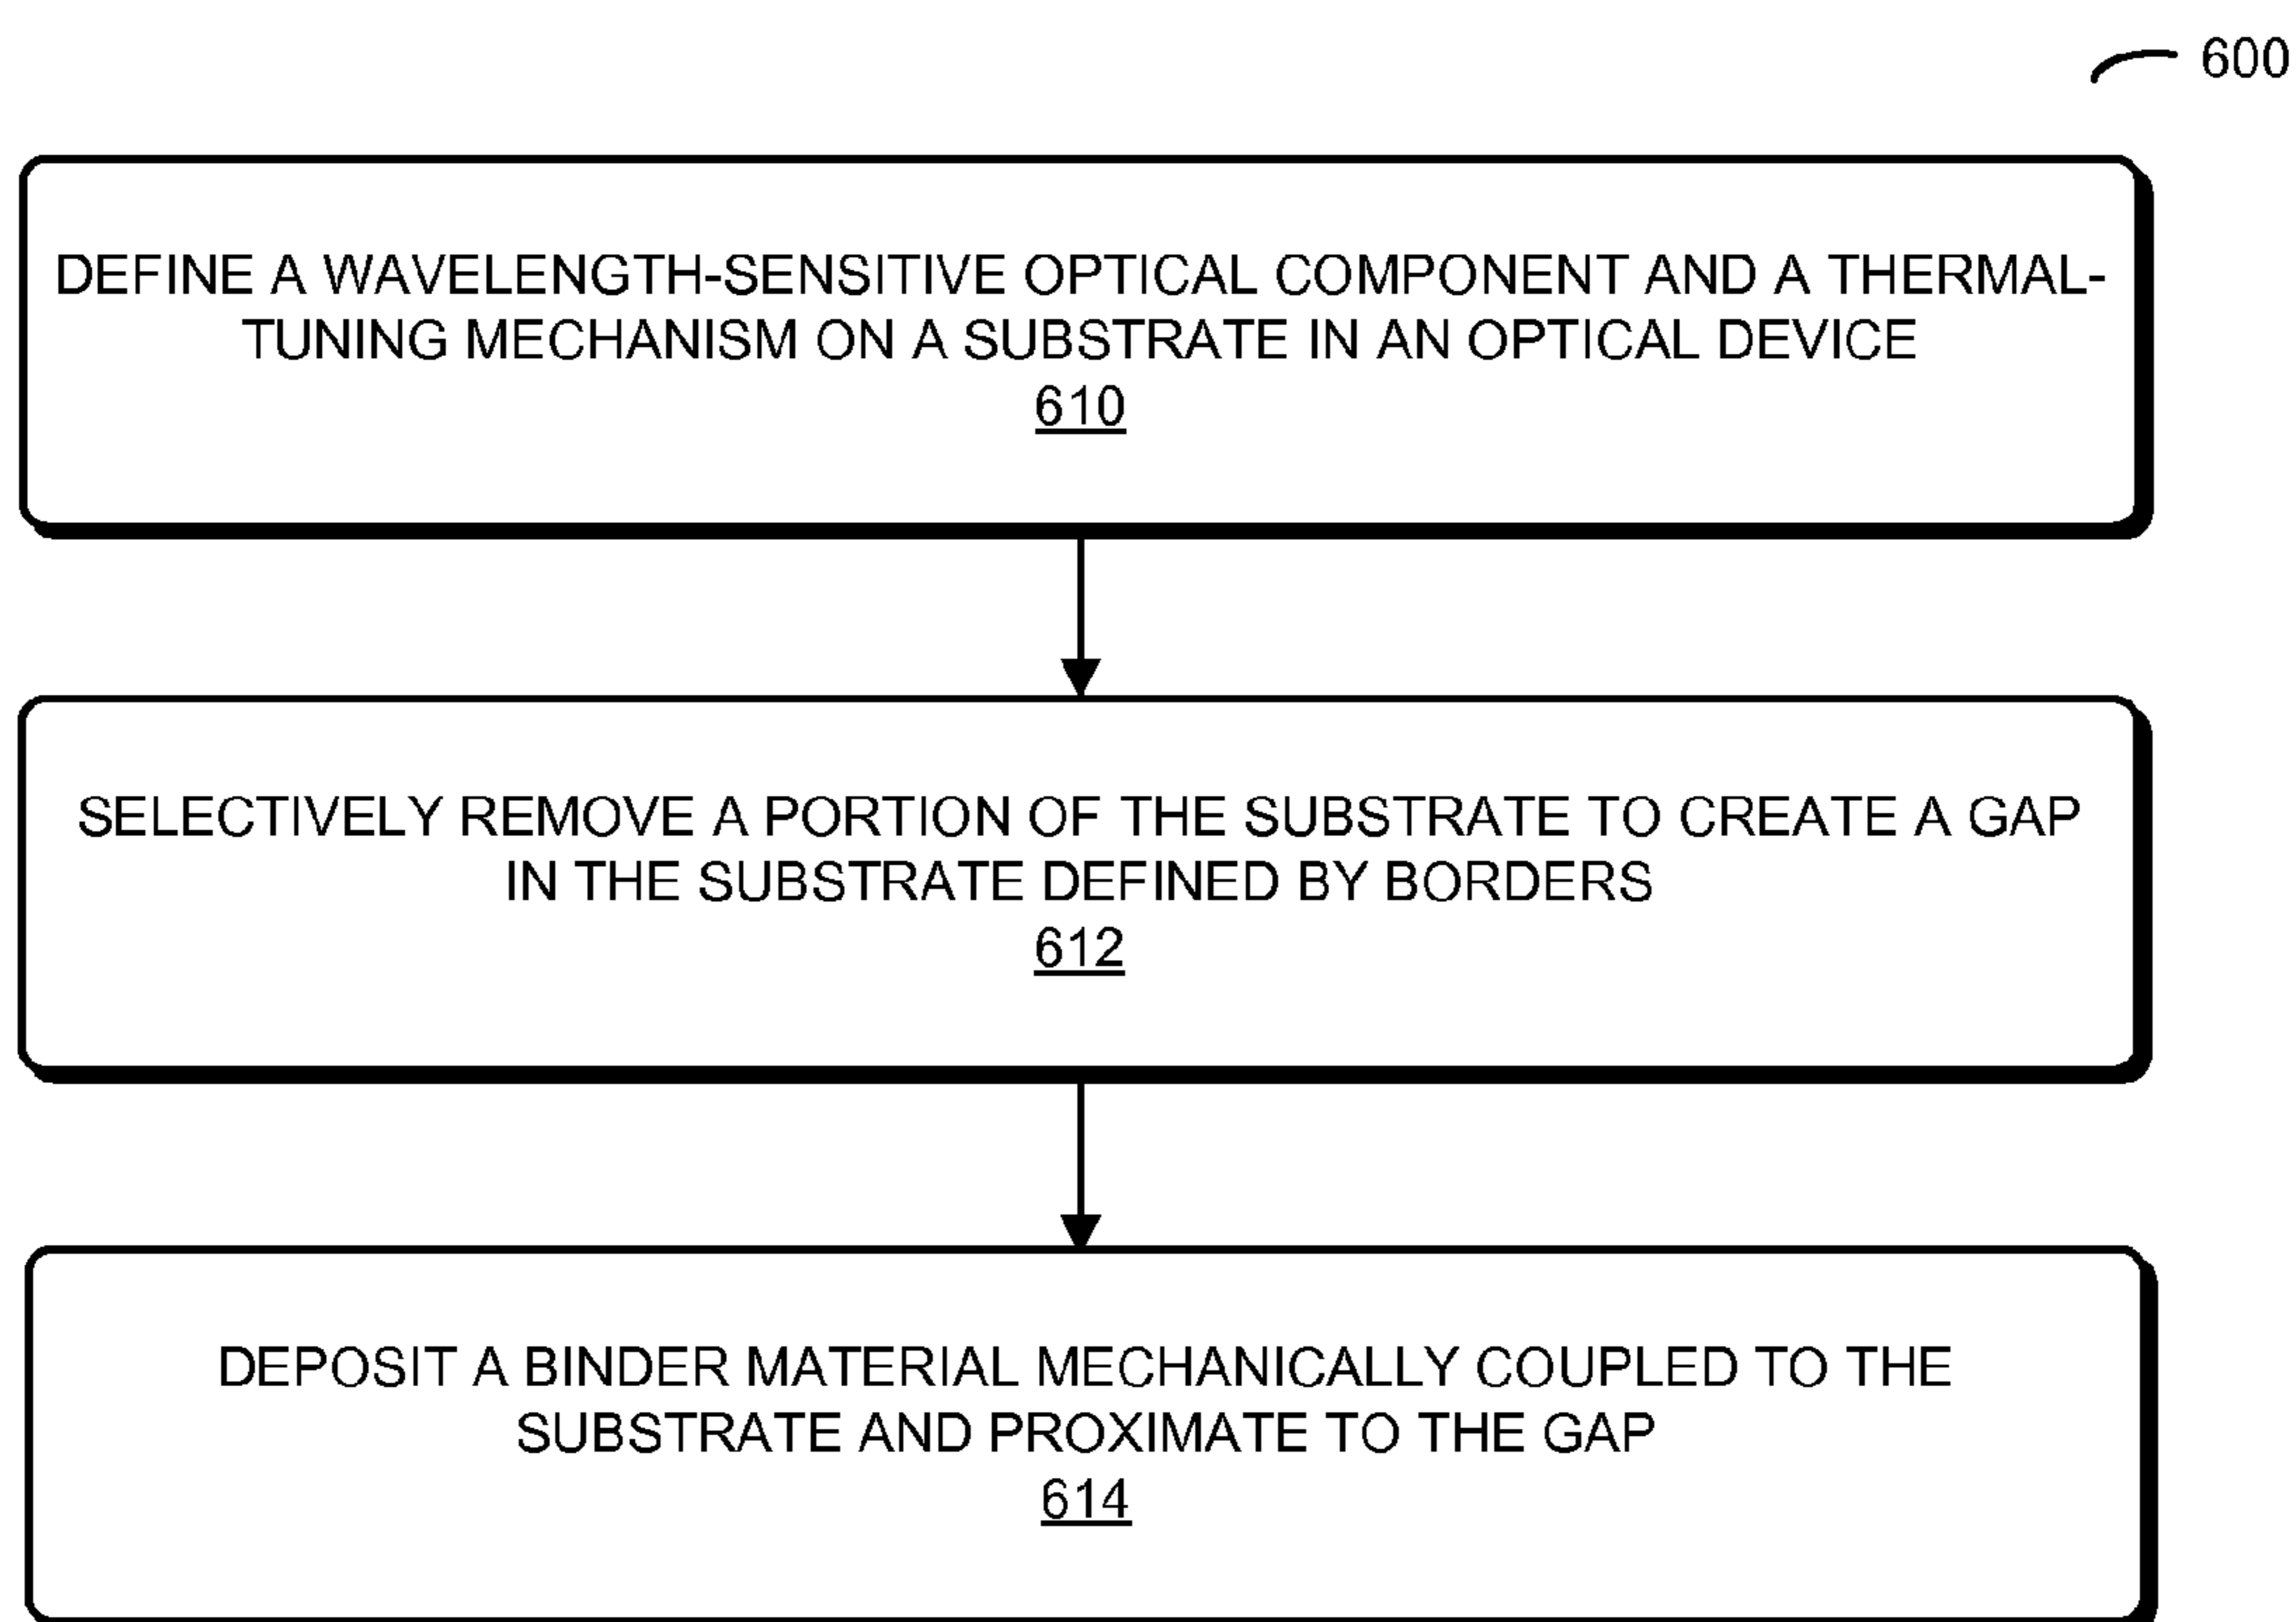 600
DEFINE A WAVELENGTH-SENSITIVE OPTICAL COMPONENT AND A THERMAL-
TUNING MECHANISM ON A SUBSTRATE IN AN OPTICAL DEVICE
610
SELECTIVELY REMOVE A PORTION OF THE SUBSTRATE TO CREATE A GAP
IN THE SUBSTRATE DEFINED BY BORDERS
612
DEPOSIT A BINDER MATERIAL MECHANICALLY COUPLED TO THE
SUBSTRATE AND PROXIMATE TO THE GAP
614